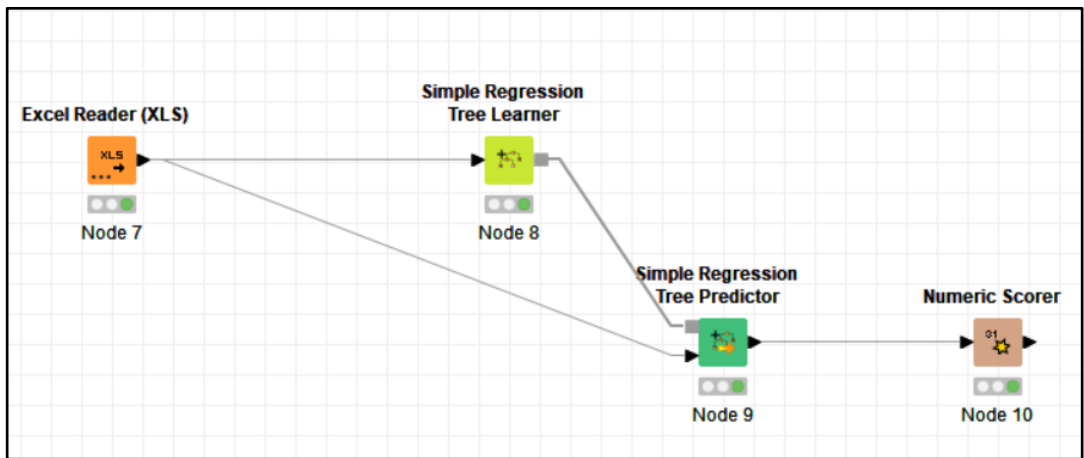 Simple Regression
Tree Learner
Excel Reader (XLS)
XLS
Node 7
Node 8
Simple Regression
Tree Predictor
Numeric Scorer
31
Node 9
Node 10